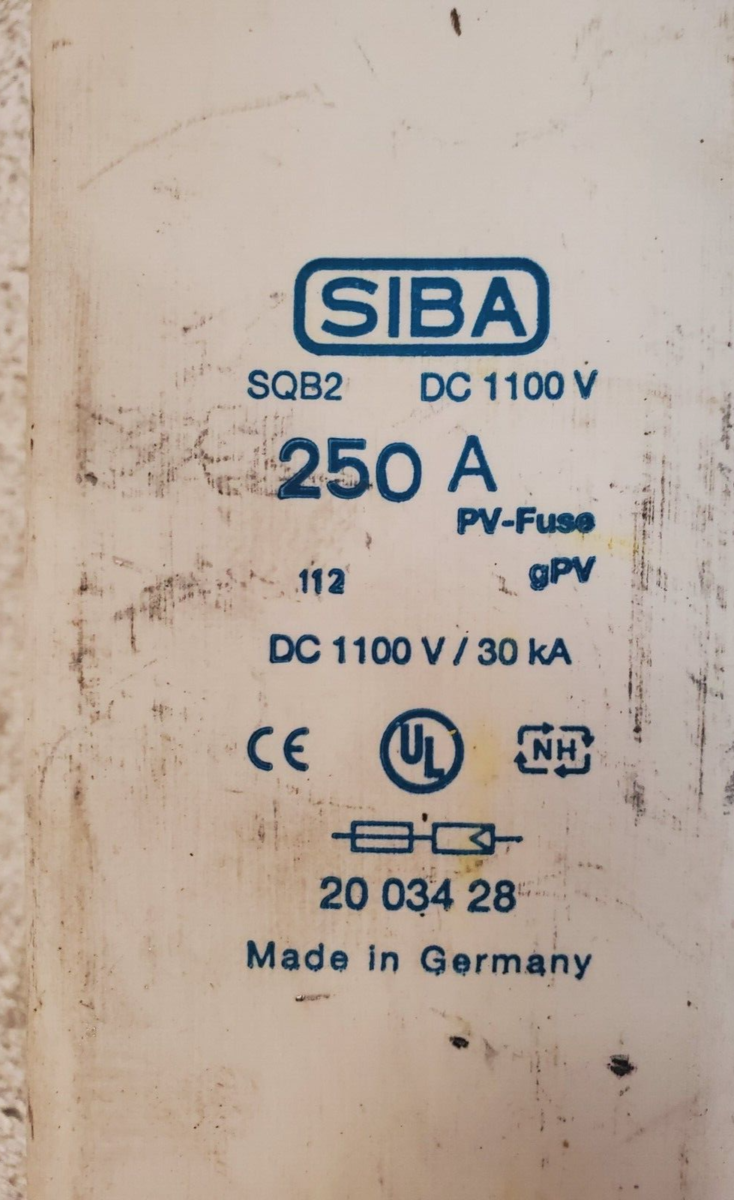 SIBA
SQB2 DC 1100 V
250 A
PV-Fuse
112 gPV
DC 1100 V / 30 kA
CE UL NH
20 034 28
Made in Germany